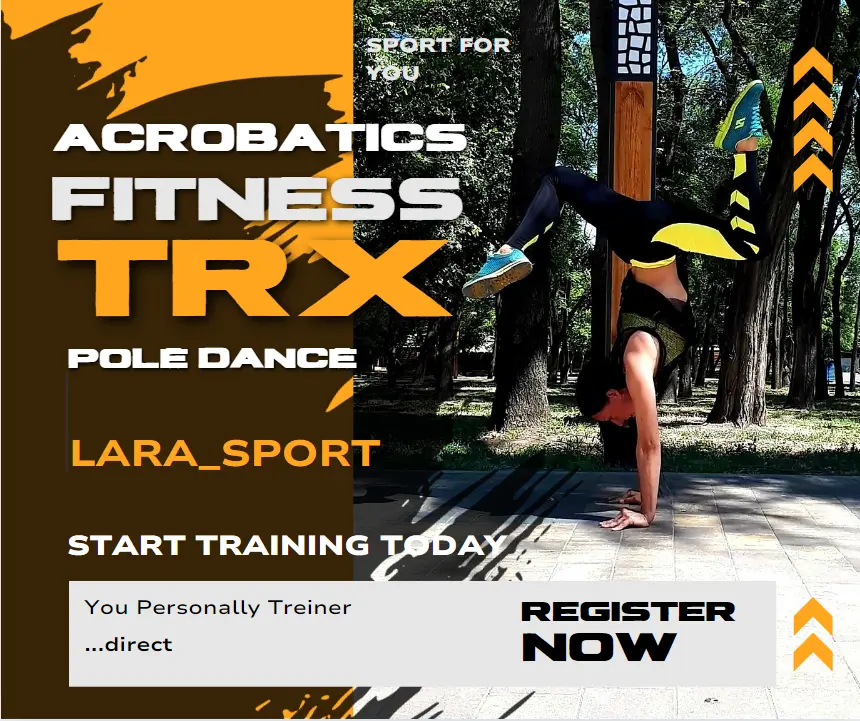 SPORT FOR
YOU
ACROBATICS
FITNESS
TRX
POLE DANCE
LARA_SPORT
START TRAINING TODAY
You Personally Treiner
...direct
REGISTER
NOW